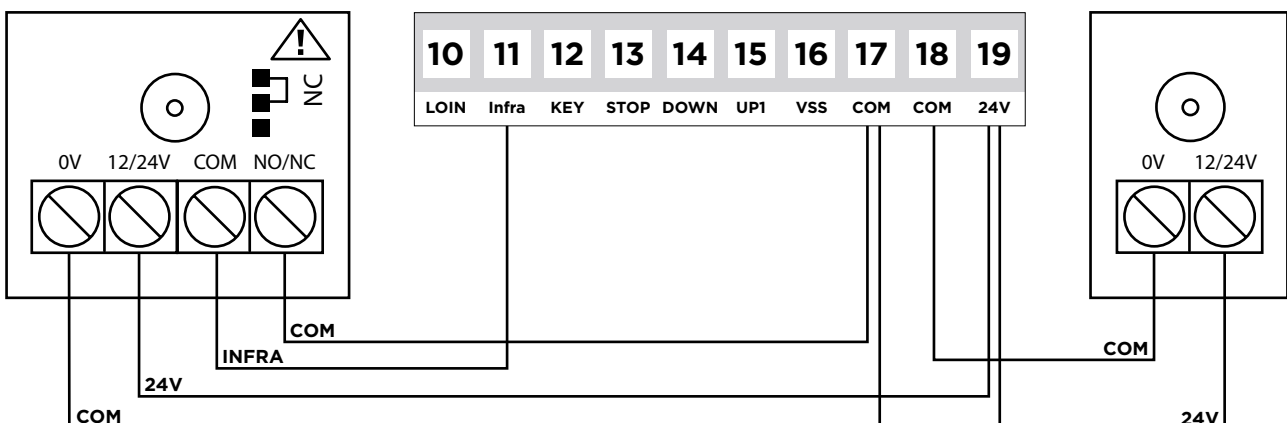 !
NC
0V 12/24V COM NO/NC
10 11 12 13 14 15 16 17 18 19
LOIN Infra KEY STOP DOWN UP1 VSS COM COM 24V
0V 12/24V
COM
INFRA
24V
COM
COM
24V